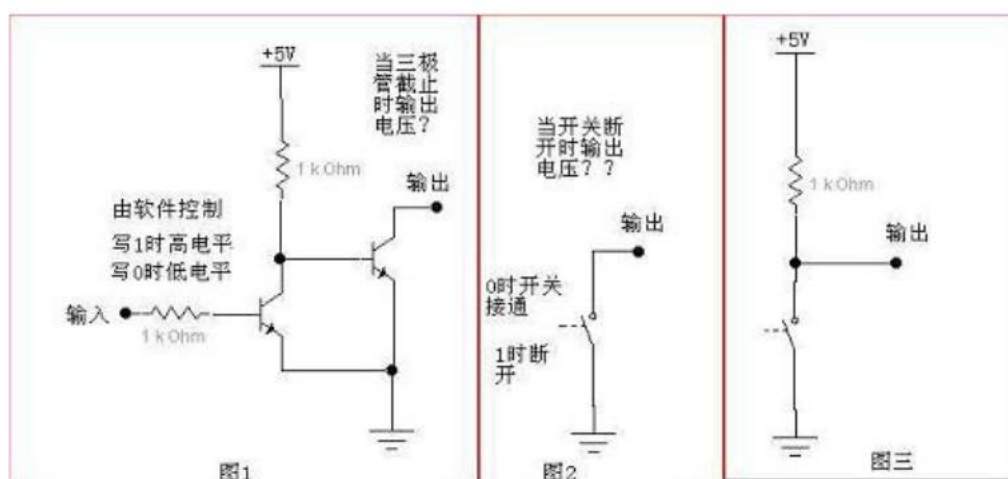 +5V
当三极
管截止
时输出
电压？
1 k Ohm
输出
由软件控制
写1时高电平
写0时低电平
输入
1 k Ohm
图1
当开关断
开时输出
电压？？
输出
0时开关
接通
1时断
开
图2
+5V
1 k Ohm
输出
图三